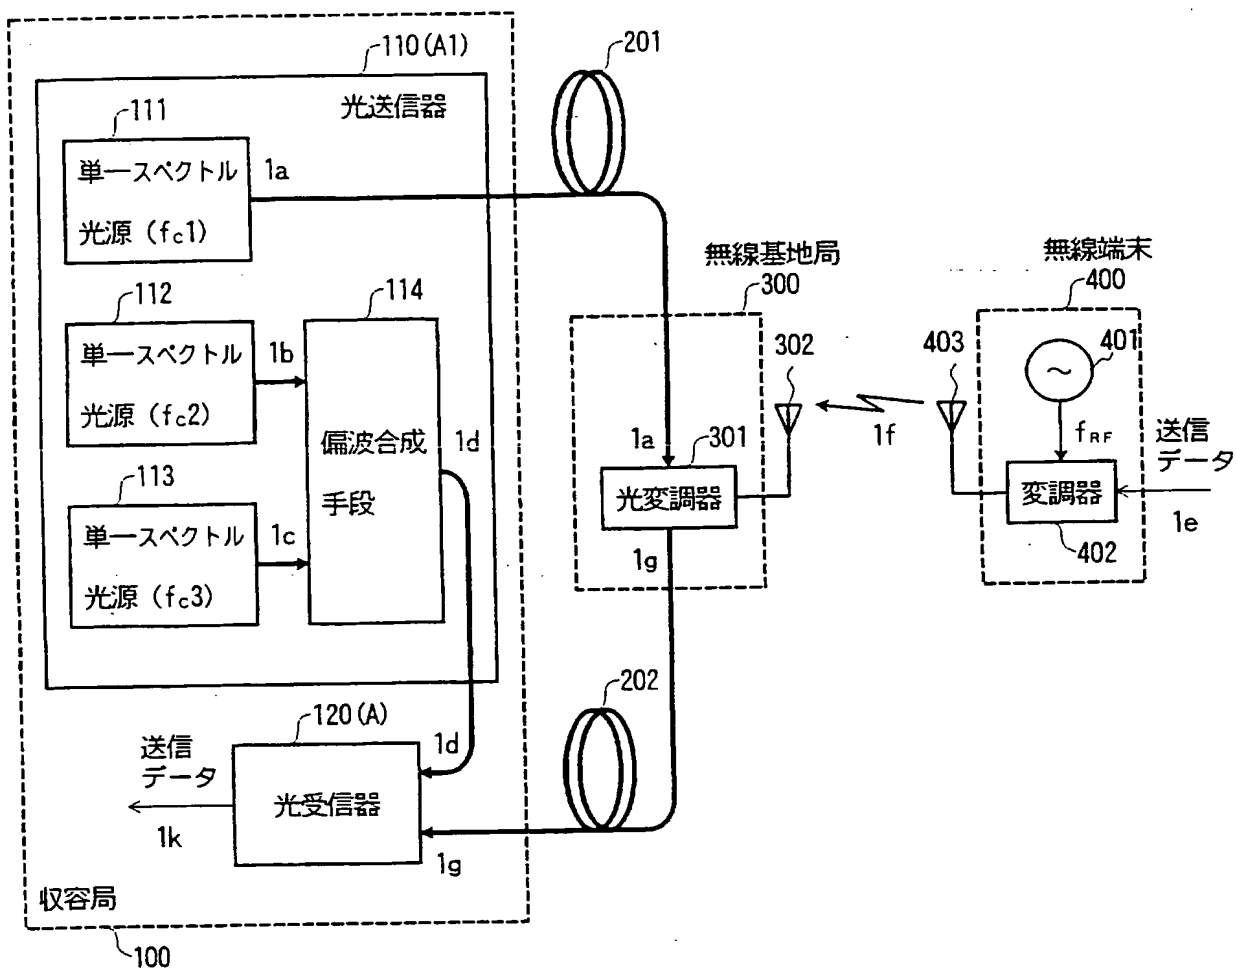 110(A1)
201
光送信器
111
単一スペクトル
光源（fc1）
1a
無線基地局
300
無線端末
400
112
単一スペクトル
光源（fc2）
1b
114
偏波合成
手段
1d
302
403
401
1f
fRF
送信
データ
1a
301
光変調器
変調器
402
1e
113
単一スペクトル
光源（fc3）
1c
1g
202
120(A)
1d
送信
データ
光受信器
1k
1g
収容局
100